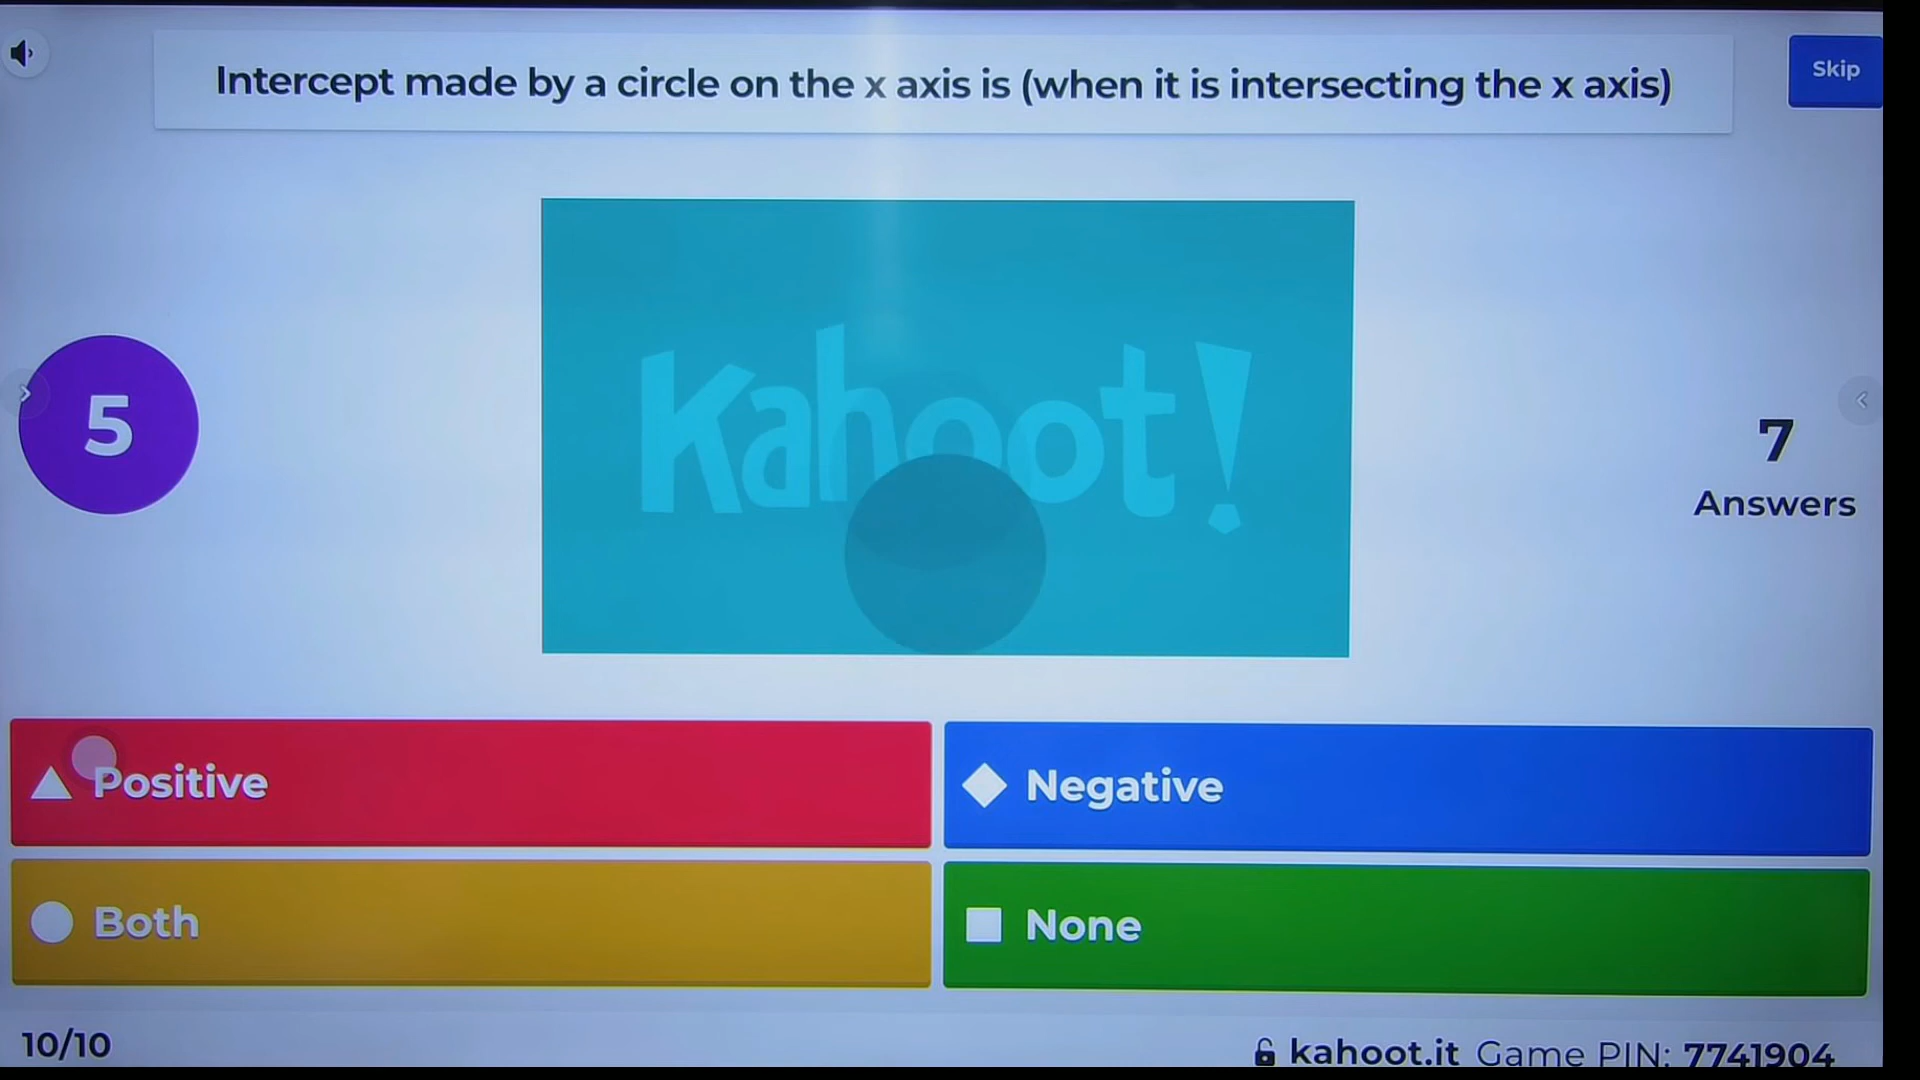 Intercept made by a circle on the x axis is (when it is intersecting the x axis)
Skip
Kahoot!
5
7
Answers
Positive
Negative
Both
None
10/10
kahoot.it Game PIN: 7741904